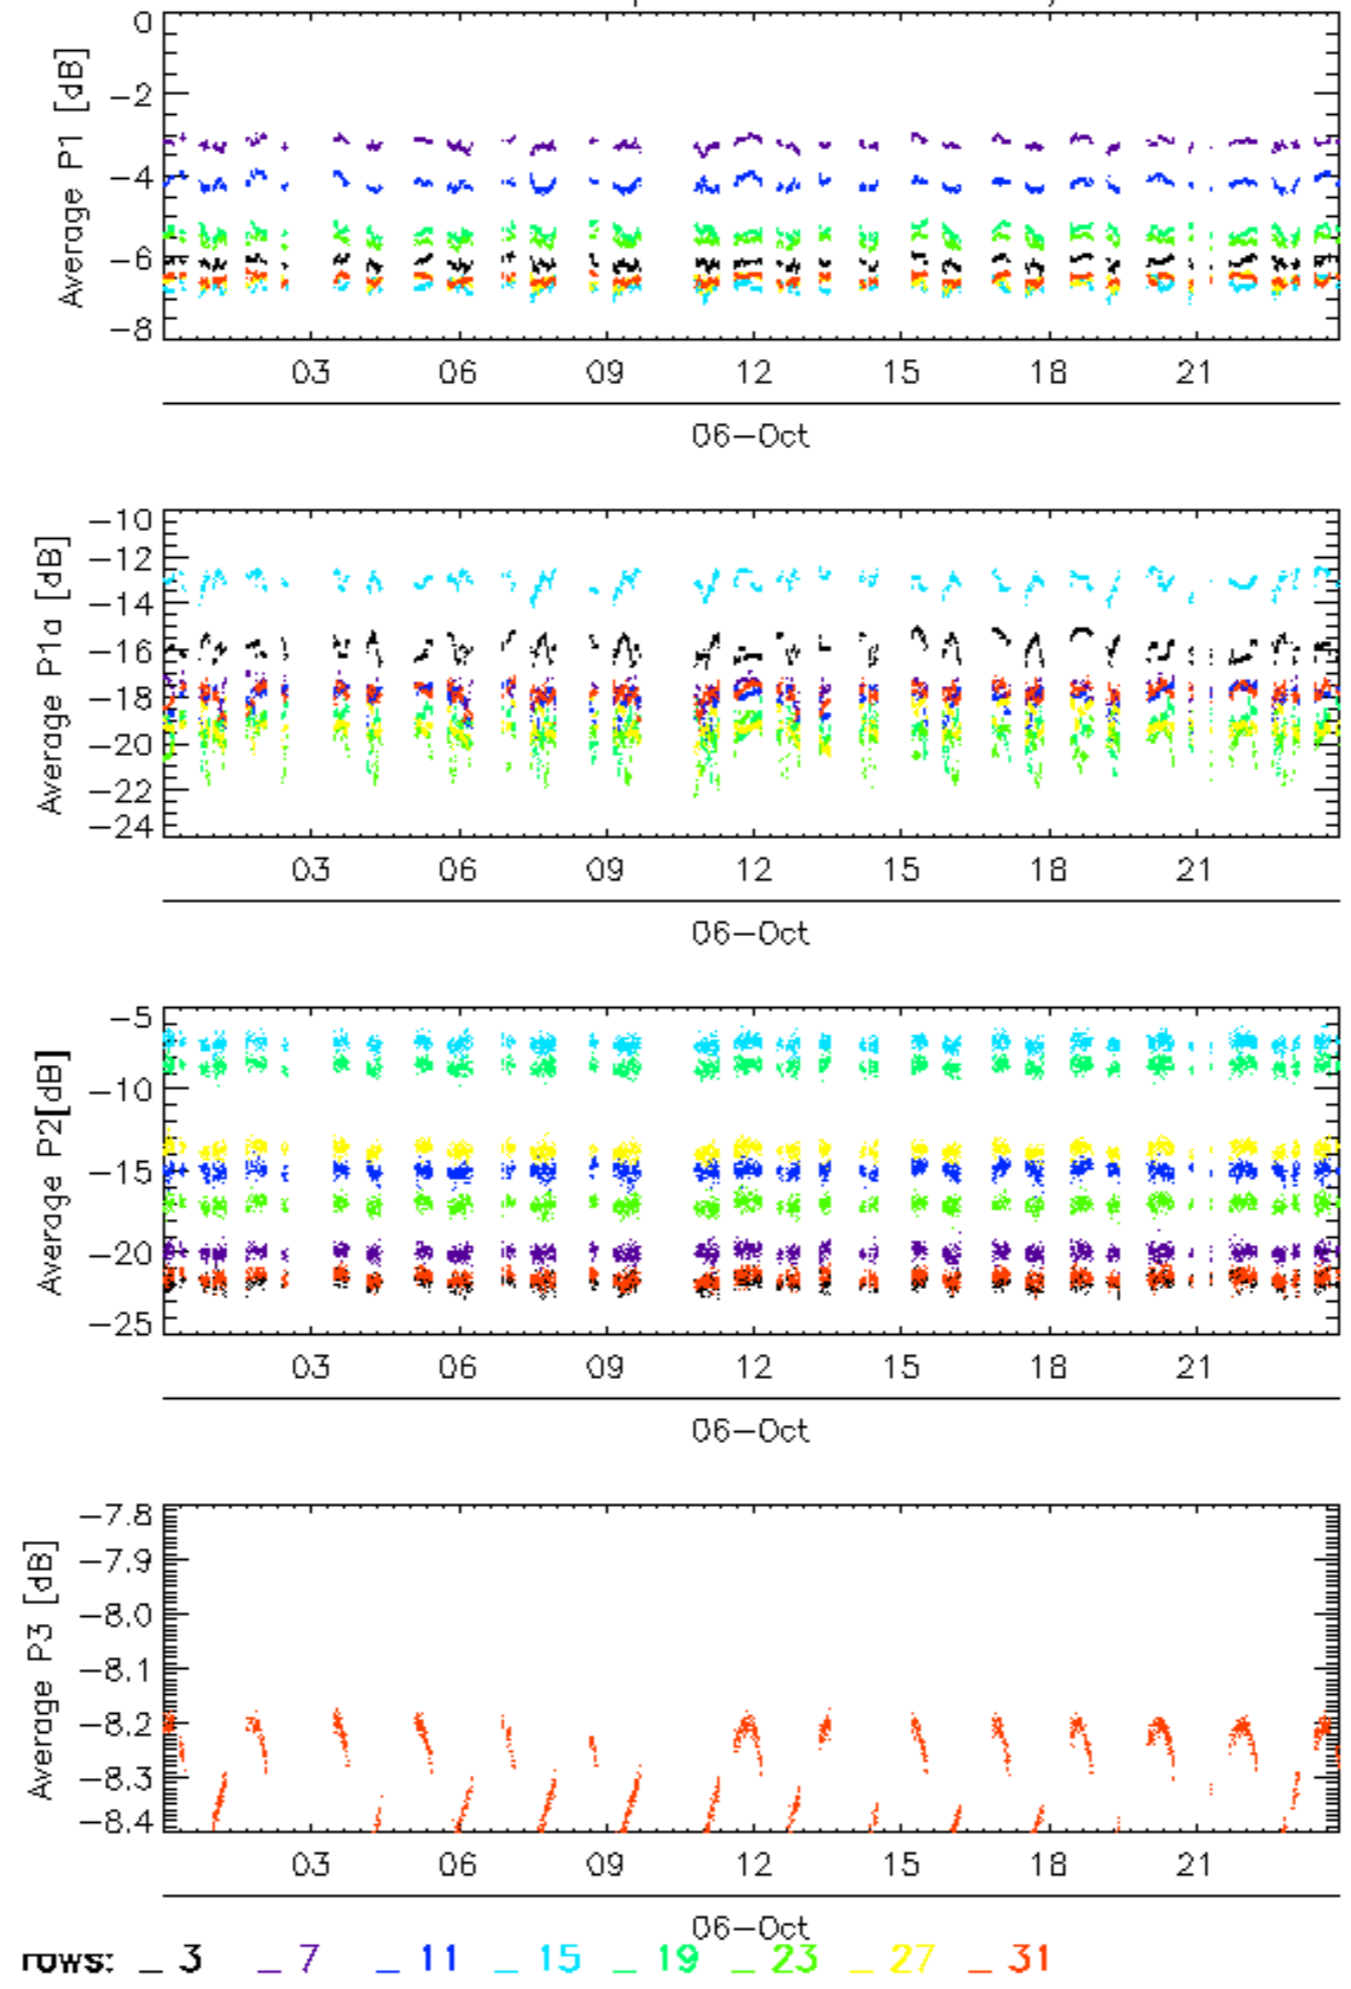 0
−2
−4
−6
−8
Average P1 [dB]
03 06 09 12 15 18 21
06−Oct
−10
−12
−14
−16
−18
−20
−22
−24
Average P1a [dB]
03 06 09 12 15 18 21
06−Oct
−5
−10
−15
−20
−25
Average P2[dB]
03 06 09 12 15 18 21
06−Oct
−7.8
−7.9
−8.0
−8.1
−8.2
−8.3
−8.4
Average P3 [dB]
03 06 09 12 15 18 21
06−Oct
rows: _ 3 _ 7 _ 11 _ 15 _ 19 _ 23 _ 27 _ 31